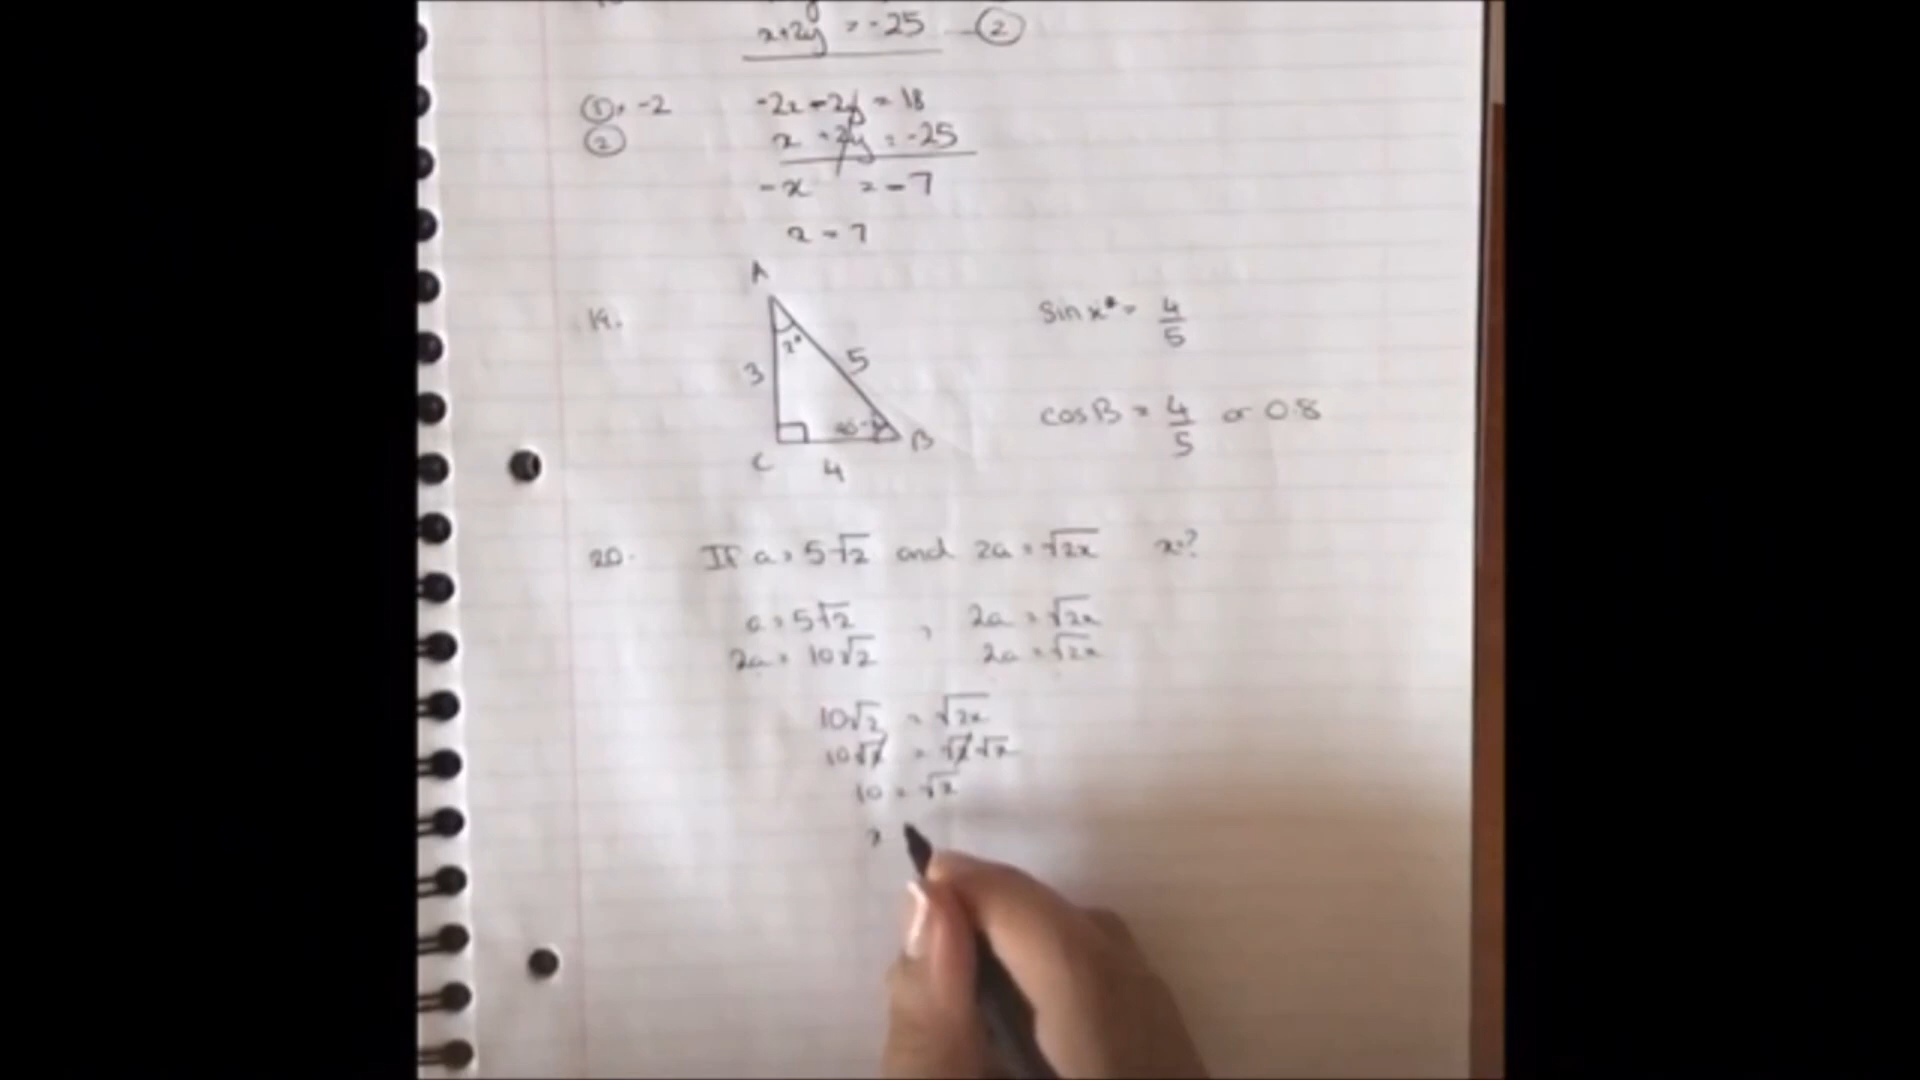 x+2y = -25 — ②
①× -2 -2x - 2y = 18
② x + 2y = -25
-x = -7
x = 7
19.
A
x°
3
5
90-x
B
C
4
Sin x° = 4/5
cos B = 4/5 or 0.8
20. If a = 5√2 and 2a = √2x x=?
a = 5√2 , 2a = √2x
2a = 10√2 2a = √2x
10√2 = √2x
10√2 = √2√x
10 = √x
x